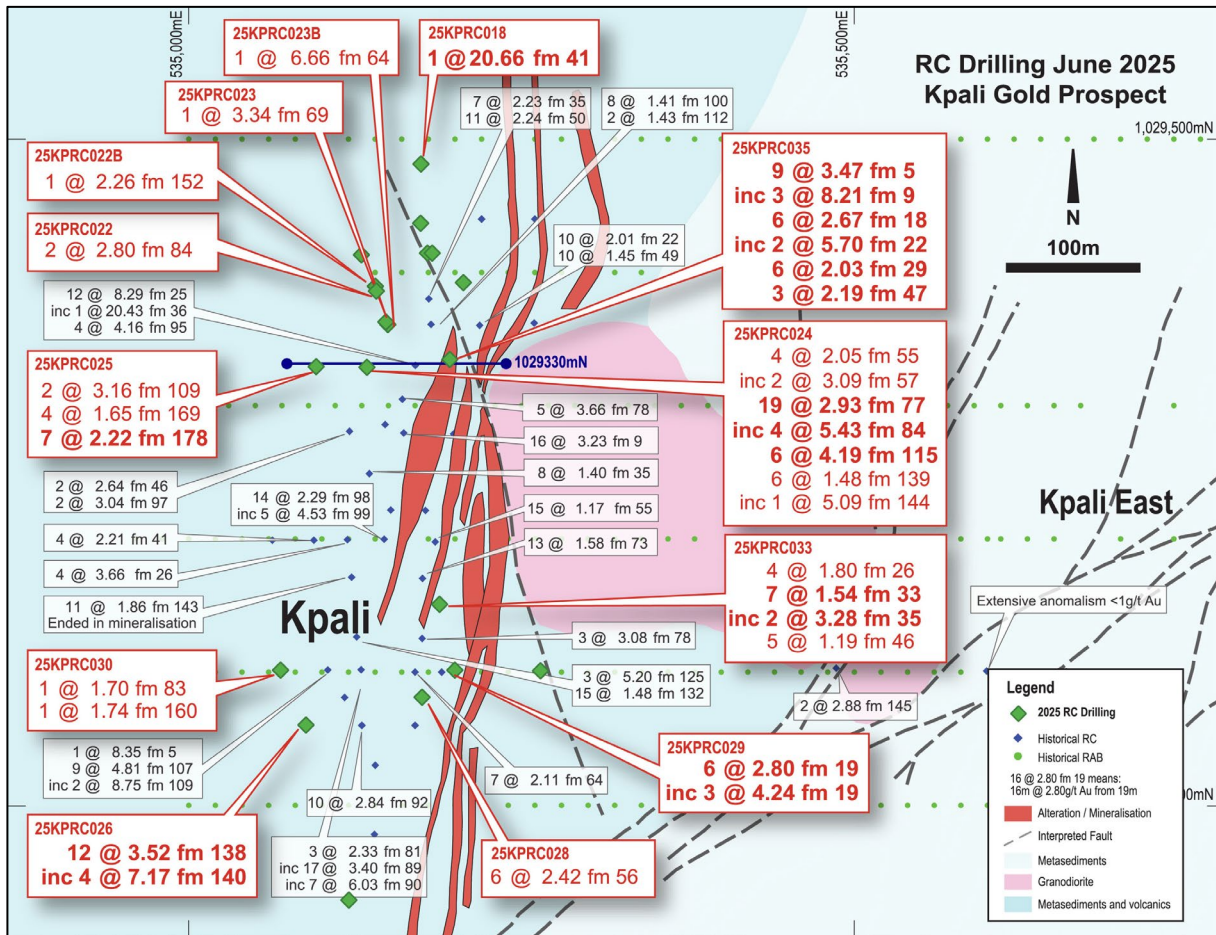 535,000mE
535,500mE
RC Drilling June 2025
Kpali Gold Prospect
1,029,500mN
N
100m
25KPRC023B
1 @ 6.66 fm 64
25KPRC018
1 @ 20.66 fm 41
25KPRC023
1 @ 3.34 fm 69
7 @ 2.23 fm 35
11 @ 2.24 fm 50
8 @ 1.41 fm 100
2 @ 1.43 fm 112
25KPRC022B
1 @ 2.26 fm 152
25KPRC022
2 @ 2.80 fm 84
10 @ 2.01 fm 22
10 @ 1.45 fm 49
25KPRC035
9 @ 3.47 fm 5
inc 3 @ 8.21 fm 9
6 @ 2.67 fm 18
inc 2 @ 5.70 fm 22
6 @ 2.03 fm 29
3 @ 2.19 fm 47
12 @ 8.29 fm 25
inc 1 @ 20.43 fm 36
4 @ 4.16 fm 95
1029330mN
25KPRC025
2 @ 3.16 fm 109
4 @ 1.65 fm 169
7 @ 2.22 fm 178
25KPRC024
4 @ 2.05 fm 55
inc 2 @ 3.09 fm 57
19 @ 2.93 fm 77
inc 4 @ 5.43 fm 84
6 @ 4.19 fm 115
6 @ 1.48 fm 139
inc 1 @ 5.09 fm 144
5 @ 3.66 fm 78
16 @ 3.23 fm 9
8 @ 1.40 fm 35
2 @ 2.64 fm 46
2 @ 3.04 fm 97
14 @ 2.29 fm 98
inc 5 @ 4.53 fm 99
15 @ 1.17 fm 55
Kpali East
4 @ 2.21 fm 41
13 @ 1.58 fm 73
4 @ 3.66 fm 26
25KPRC033
4 @ 1.80 fm 26
7 @ 1.54 fm 33
inc 2 @ 3.28 fm 35
5 @ 1.19 fm 46
11 @ 1.86 fm 143
Ended in mineralisation
Kpali
Extensive anomalism <1g/t Au
3 @ 3.08 fm 78
25KPRC030
1 @ 1.70 fm 83
1 @ 1.74 fm 160
3 @ 5.20 fm 125
15 @ 1.48 fm 132
2 @ 2.88 fm 145
1 @ 8.35 fm 5
9 @ 4.81 fm 107
inc 2 @ 8.75 fm 109
25KPRC029
6 @ 2.80 fm 19
inc 3 @ 4.24 fm 19
7 @ 2.11 fm 64
10 @ 2.84 fm 92
25KPRC026
12 @ 3.52 fm 138
inc 4 @ 7.17 fm 140
3 @ 2.33 fm 81
inc 17 @ 3.40 fm 89
inc 7 @ 6.03 fm 90
25KPRC028
6 @ 2.42 fm 56
Legend
2025 RC Drilling
Historical RC
Historical RAB
16 @ 2.80 fm 19 means:
16m @ 2.80g/t Au from 19m
Alteration / Mineralisation
Interpreted Fault
Metasediments
Granodiorite
Metasediments and volcanics